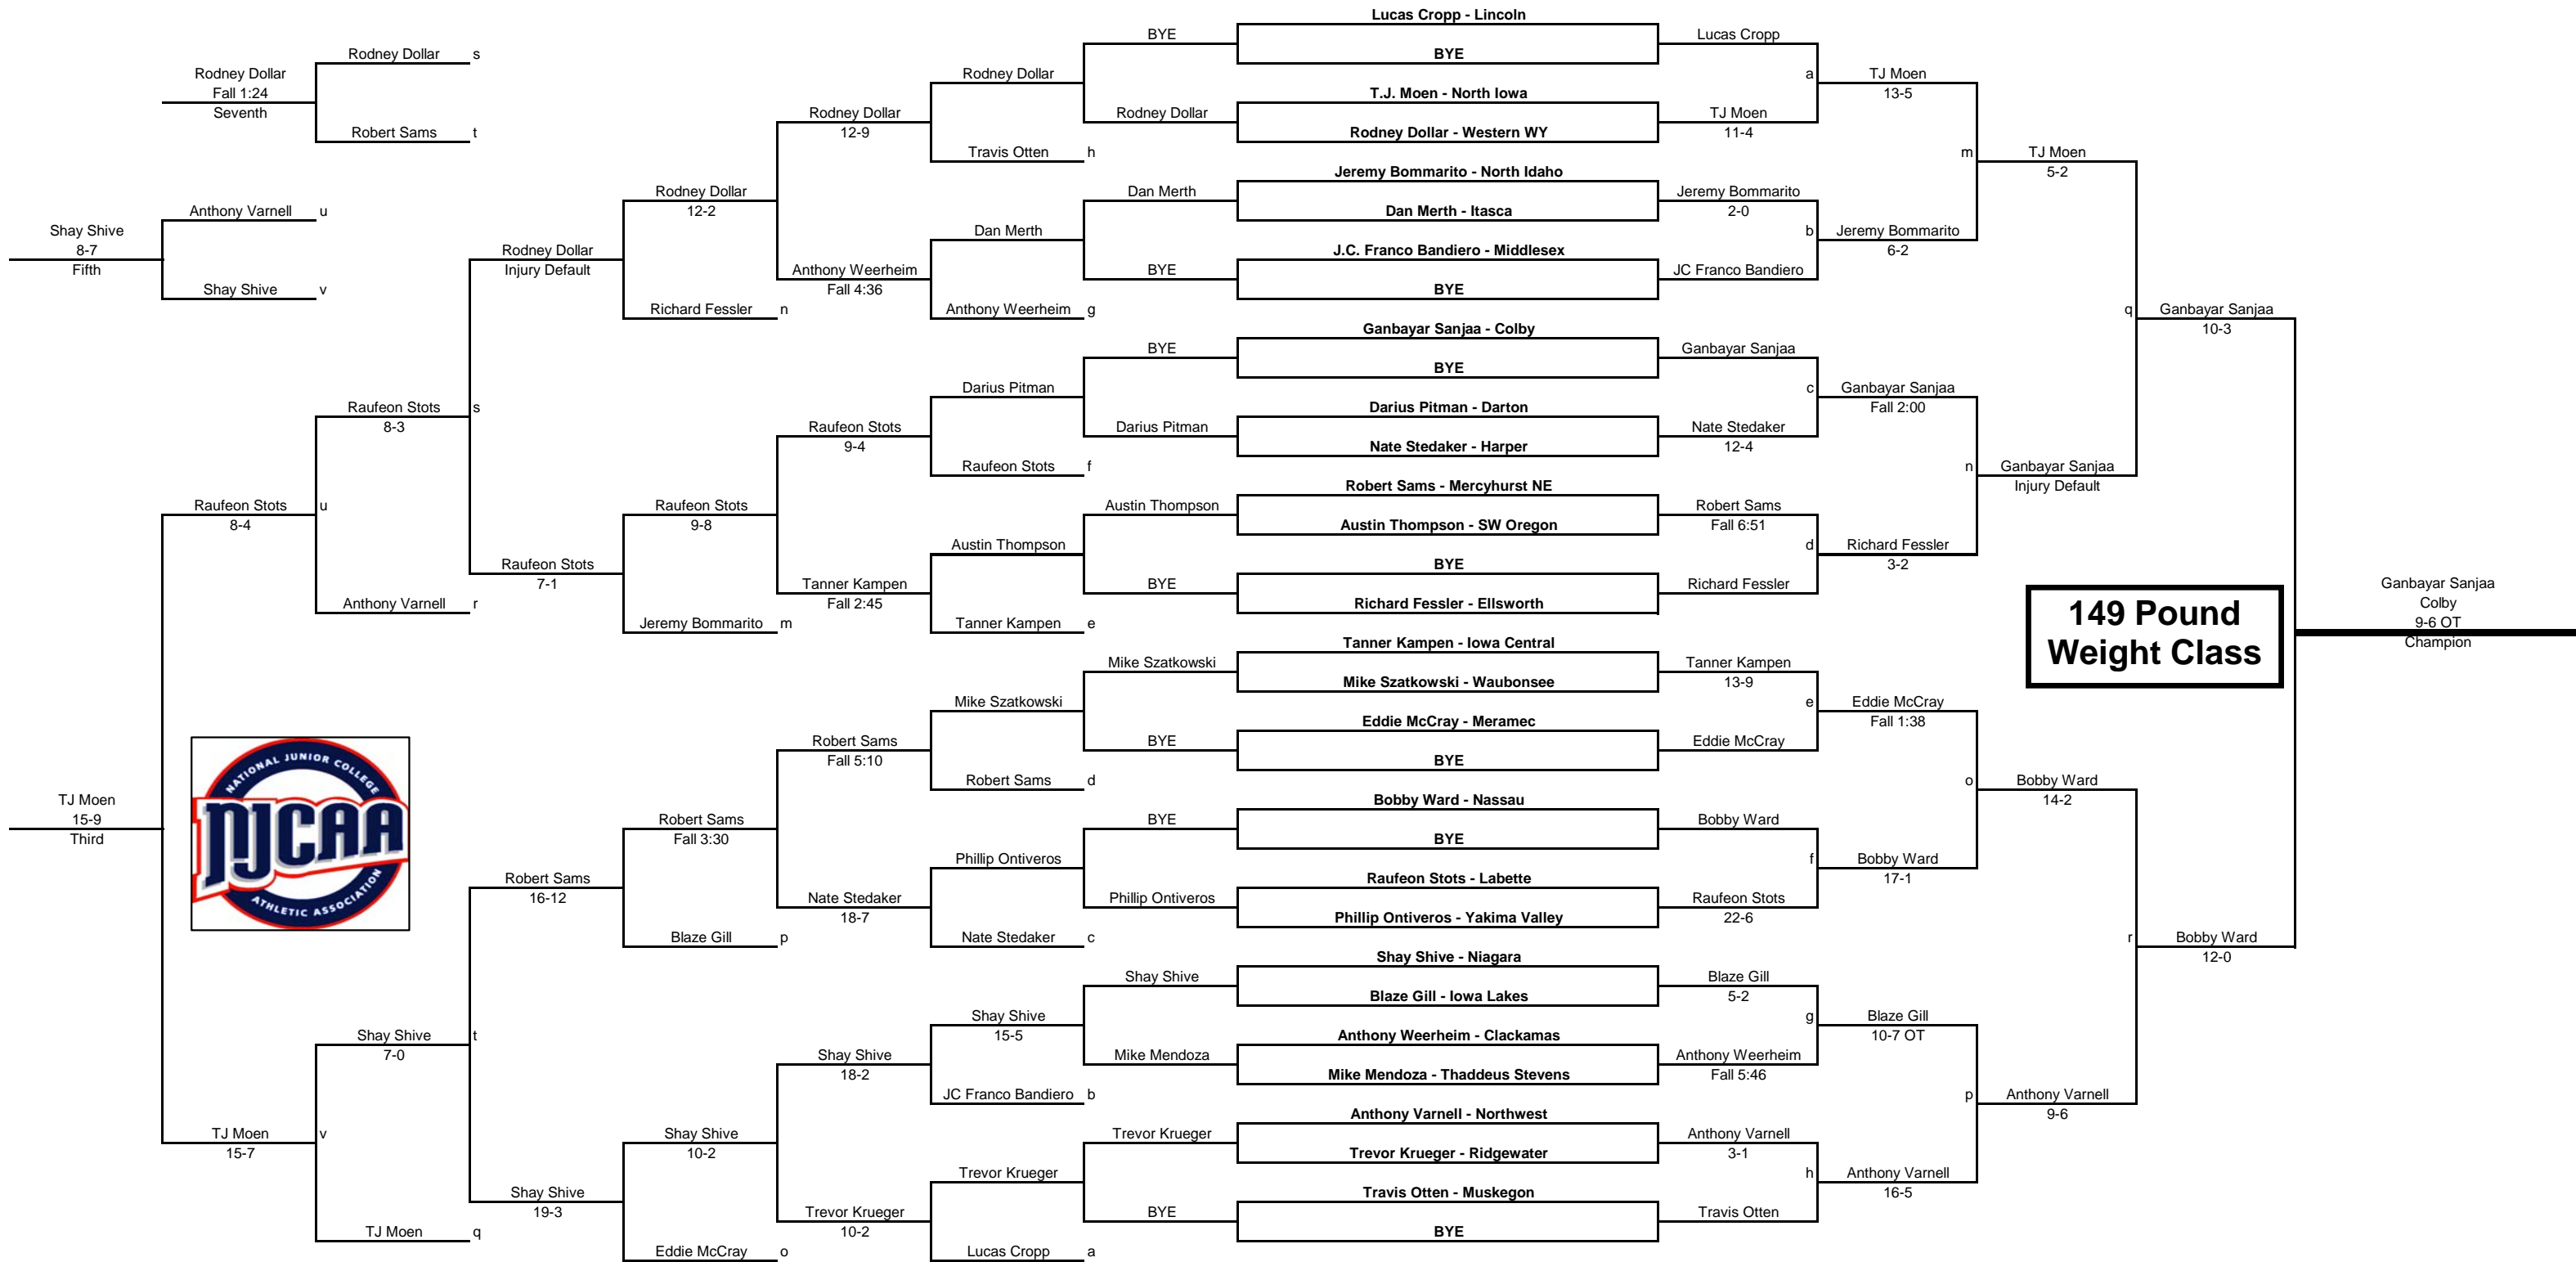 Lucas Cropp - Lincoln
BYE
T.J. Moen - North Iowa
Rodney Dollar - Western WY
Jeremy Bommarito - North Idaho
Dan Merth - Itasca
J.C. Franco Bandiero - Middlesex
BYE
Ganbayar Sanjaa - Colby
BYE
Darius Pitman - Darton
Nate Stedaker - Harper
Robert Sams - Mercyhurst NE
Austin Thompson - SW Oregon
BYE
Richard Fessler - Ellsworth
Tanner Kampen - Iowa Central
Mike Szatkowski - Waubonsee
Eddie McCray - Meramec
BYE
Bobby Ward - Nassau
BYE
Raufeon Stots - Labette
Phillip Ontiveros - Yakima Valley
Shay Shive - Niagara
Blaze Gill - Iowa Lakes
Anthony Weerheim - Clackamas
Mike Mendoza - Thaddeus Stevens
Anthony Varnell - Northwest
Trevor Krueger - Ridgewater
Travis Otten - Muskegon
BYE
Lucas Cropp
a
TJ Moen
11-4
Jeremy Bommarito
2-0
b
JC Franco Bandiero
Ganbayar Sanjaa
c
Nate Stedaker
12-4
Robert Sams
Fall 6:51
d
Richard Fessler
Tanner Kampen
13-9
e
Eddie McCray
Bobby Ward
f
Raufeon Stots
22-6
Blaze Gill
5-2
g
Anthony Weerheim
Fall 5:46
Anthony Varnell
3-1
h
Travis Otten
TJ Moen
13-5
m
Jeremy Bommarito
6-2
Ganbayar Sanjaa
Fall 2:00
n
Richard Fessler
3-2
Eddie McCray
Fall 1:38
o
Bobby Ward
17-1
Blaze Gill
10-7 OT
p
Anthony Varnell
16-5
TJ Moen
5-2
q
Ganbayar Sanjaa
Injury Default
Bobby Ward
14-2
r
Anthony Varnell
9-6
Ganbayar Sanjaa
10-3
Bobby Ward
12-0
149 Pound
Weight Class
Ganbayar Sanjaa
Colby
9-6 OT
Champion
BYE
Rodney Dollar
Dan Merth
BYE
BYE
Darius Pitman
Austin Thompson
BYE
Mike Szatkowski
BYE
BYE
Phillip Ontiveros
Shay Shive
Mike Mendoza
Trevor Krueger
BYE
Rodney Dollar
Travis Otten h
Dan Merth
Anthony Weerheim g
Darius Pitman
Raufeon Stots f
Austin Thompson
Tanner Kampen e
Mike Szatkowski
Robert Sams d
Phillip Ontiveros
Nate Stedaker c
Shay Shive
15-5
JC Franco Bandiero b
Trevor Krueger
Lucas Cropp a
Rodney Dollar
12-9
Anthony Weerheim
Fall 4:36
Raufeon Stots
9-4
Tanner Kampen
Fall 2:45
Robert Sams
Fall 5:10
Nate Stedaker
18-7
Shay Shive
18-2
Trevor Krueger
10-2
Rodney Dollar
12-2
Richard Fessler n
Raufeon Stots
9-8
Jeremy Bommarito m
Robert Sams
Fall 3:30
Blaze Gill p
Shay Shive
10-2
Eddie McCray o
Rodney Dollar
Injury Default
s
Raufeon Stots
7-1
Robert Sams
16-12
t
Shay Shive
19-3
Rodney Dollar s
Robert Sams t
Rodney Dollar
Fall 1:24
Seventh
Anthony Varnell u
Shay Shive v
Shay Shive
8-7
Fifth
Raufeon Stots
8-3
u
Anthony Varnell r
Shay Shive
7-0
v
TJ Moen q
Raufeon Stots
8-4
TJ Moen
15-7
TJ Moen
15-9
Third
NATIONAL JUNIOR COLLEGE
NJCAA
ATHLETIC ASSOCIATION